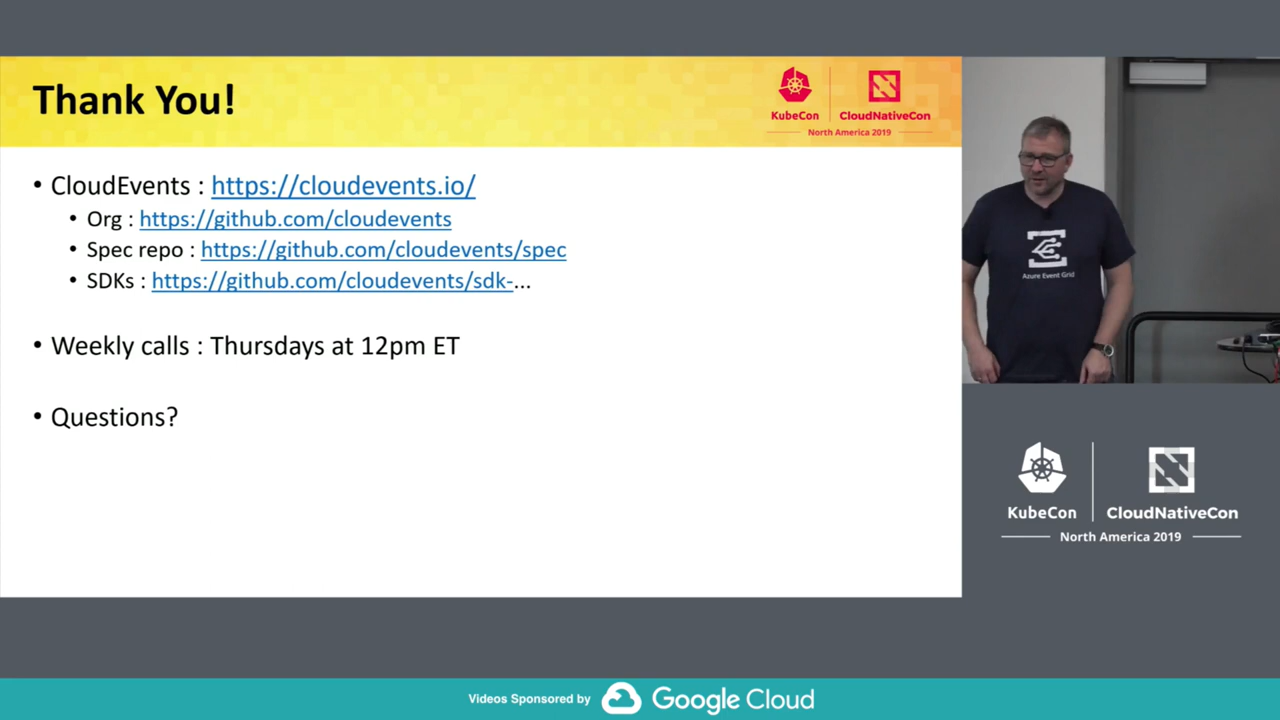 Thank You!
KubeCon
CloudNativeCon
North America 2019
• CloudEvents : https://cloudevents.io/
• Org : https://github.com/cloudevents
• Spec repo : https://github.com/cloudevents/spec
• SDKs : https://github.com/cloudevents/sdk-...
• Weekly calls : Thursdays at 12pm ET
• Questions?
Azure Event Grid
KubeCon
CloudNativeCon
North America 2019
Videos Sponsored by Google Cloud